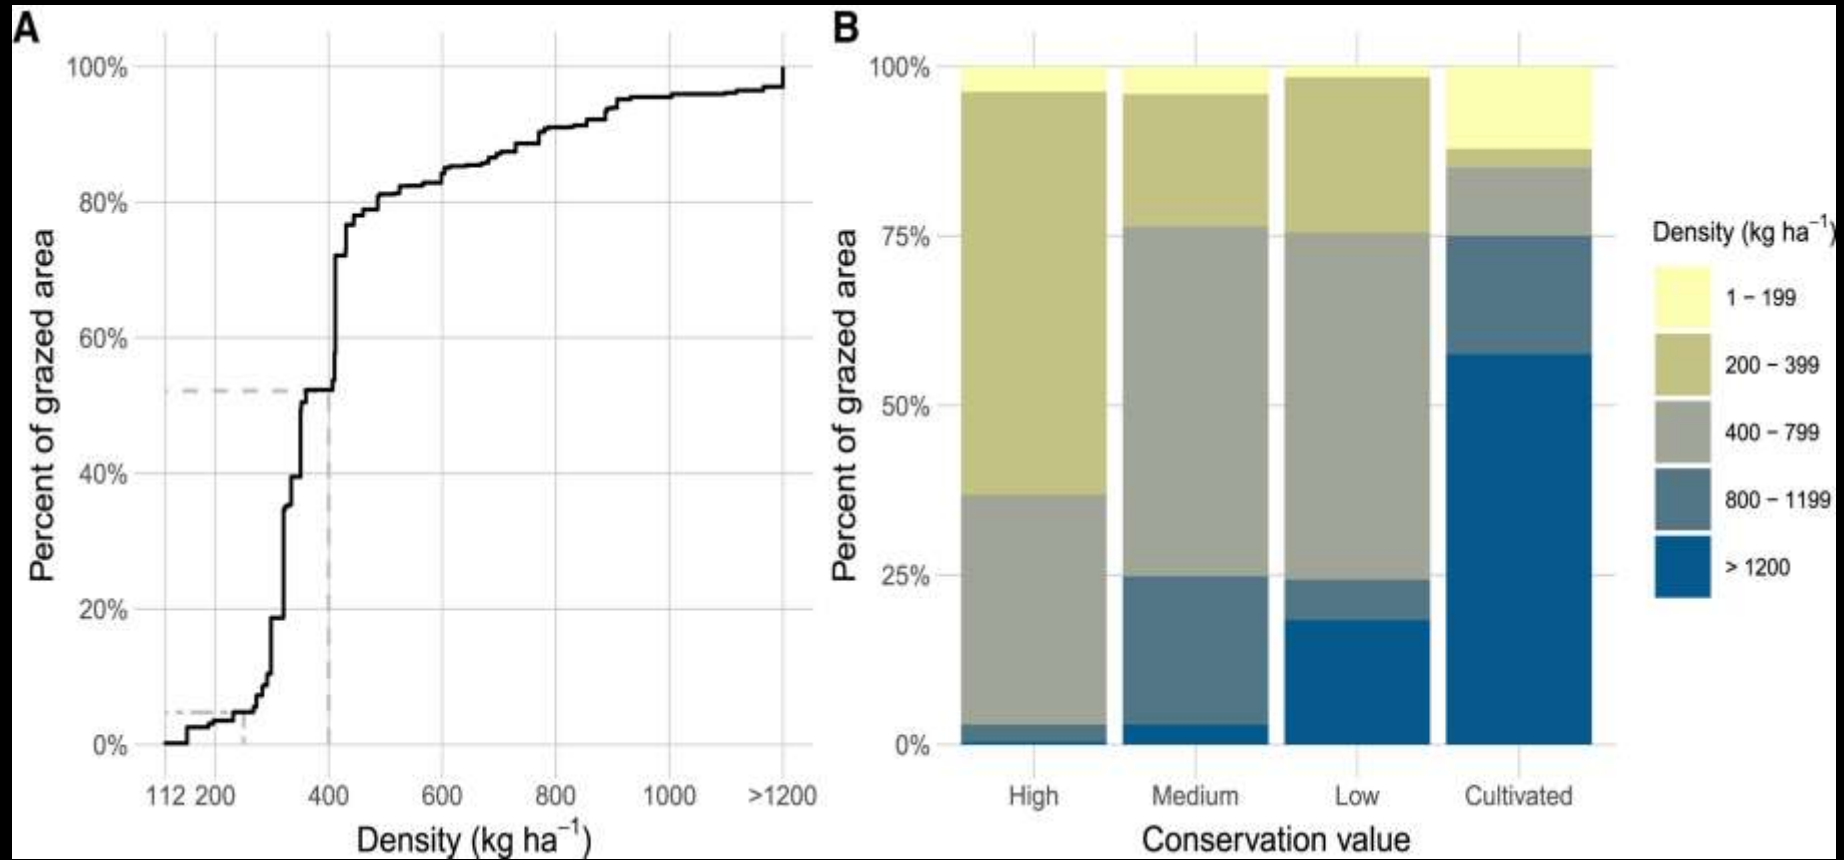 A
Percent of grazed area
100%
80%
60%
40%
20%
0%
112 200 400 600 800 1000 >1200
Density (kg ha⁻¹)
B
Percent of grazed area
100%
75%
50%
25%
0%
High Medium Low Cultivated
Conservation value
Density (kg ha⁻¹)
1 − 199
200 − 399
400 − 799
800 − 1199
> 1200